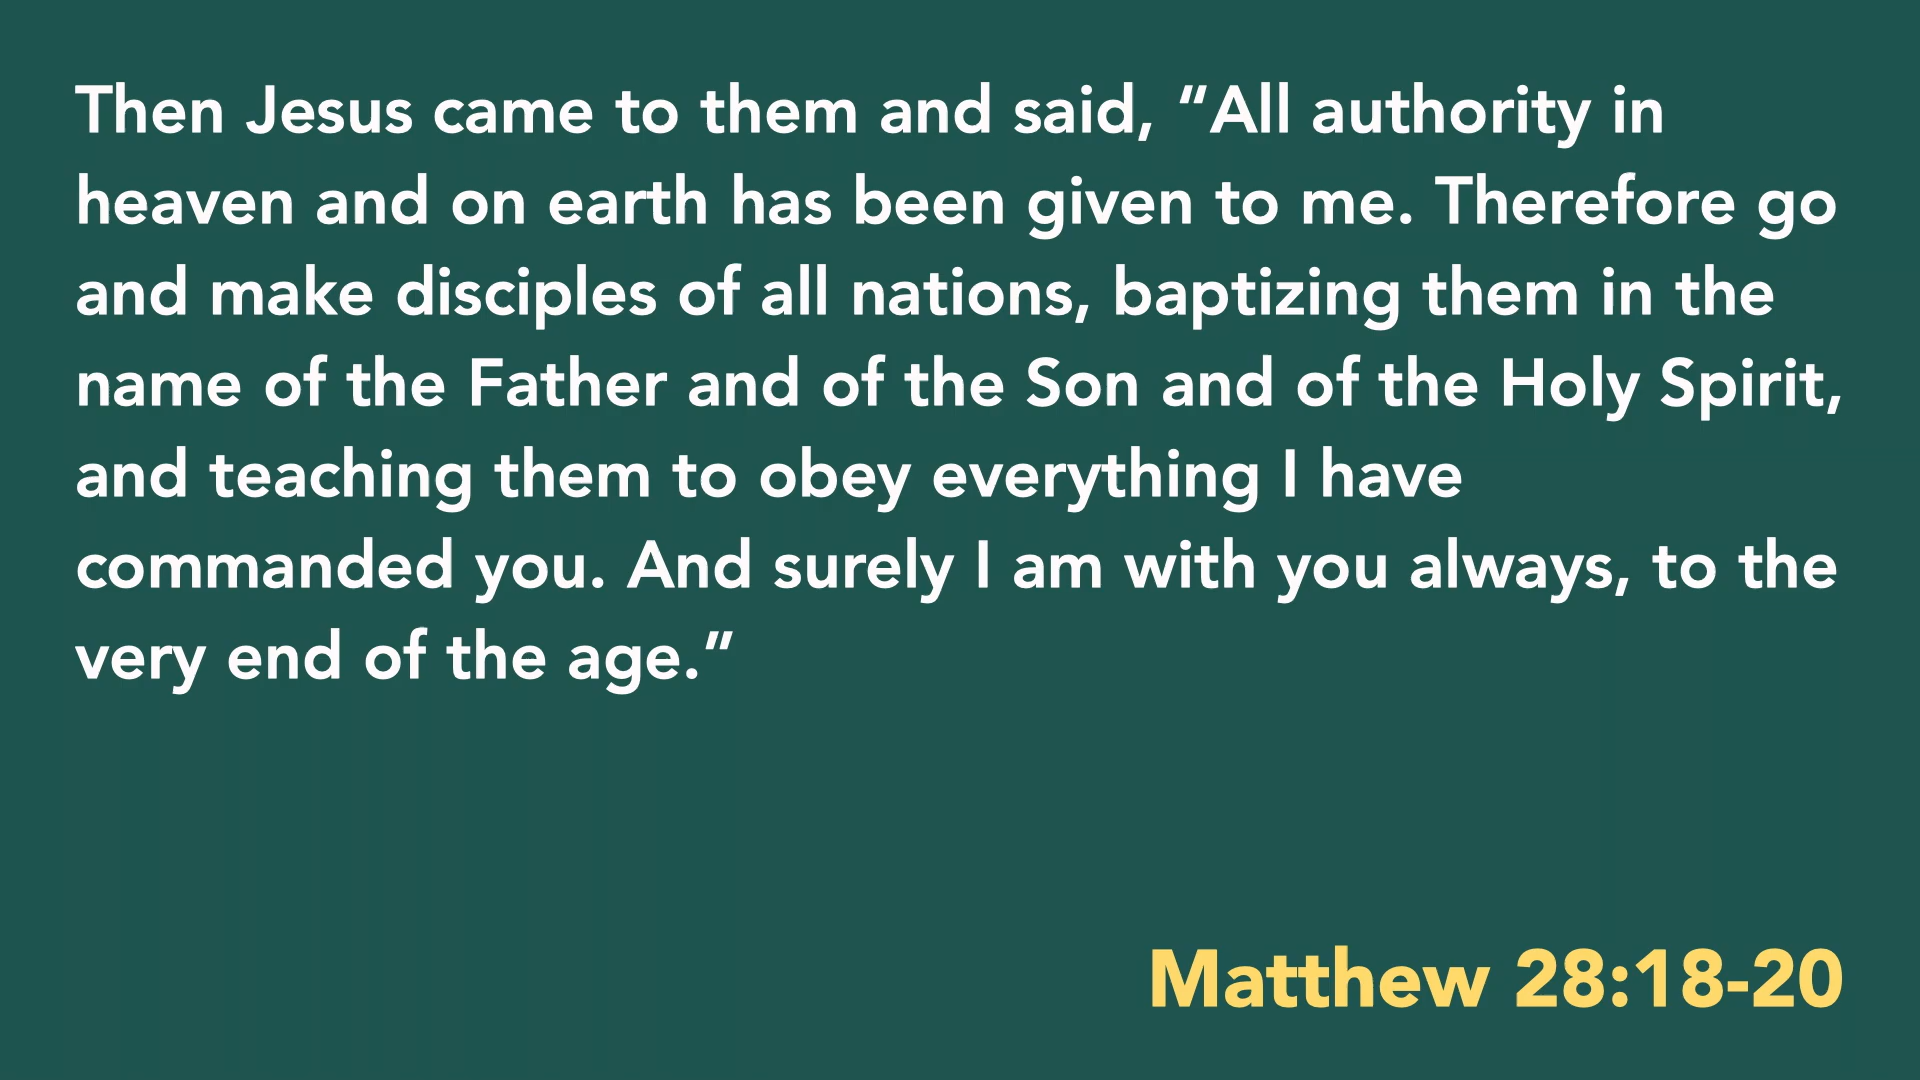 Then Jesus came to them and said, “All authority in
heaven and on earth has been given to me. Therefore go
and make disciples of all nations, baptizing them in the
name of the Father and of the Son and of the Holy Spirit,
and teaching them to obey everything I have
commanded you. And surely I am with you always, to the
very end of the age.”
Matthew 28:18-20